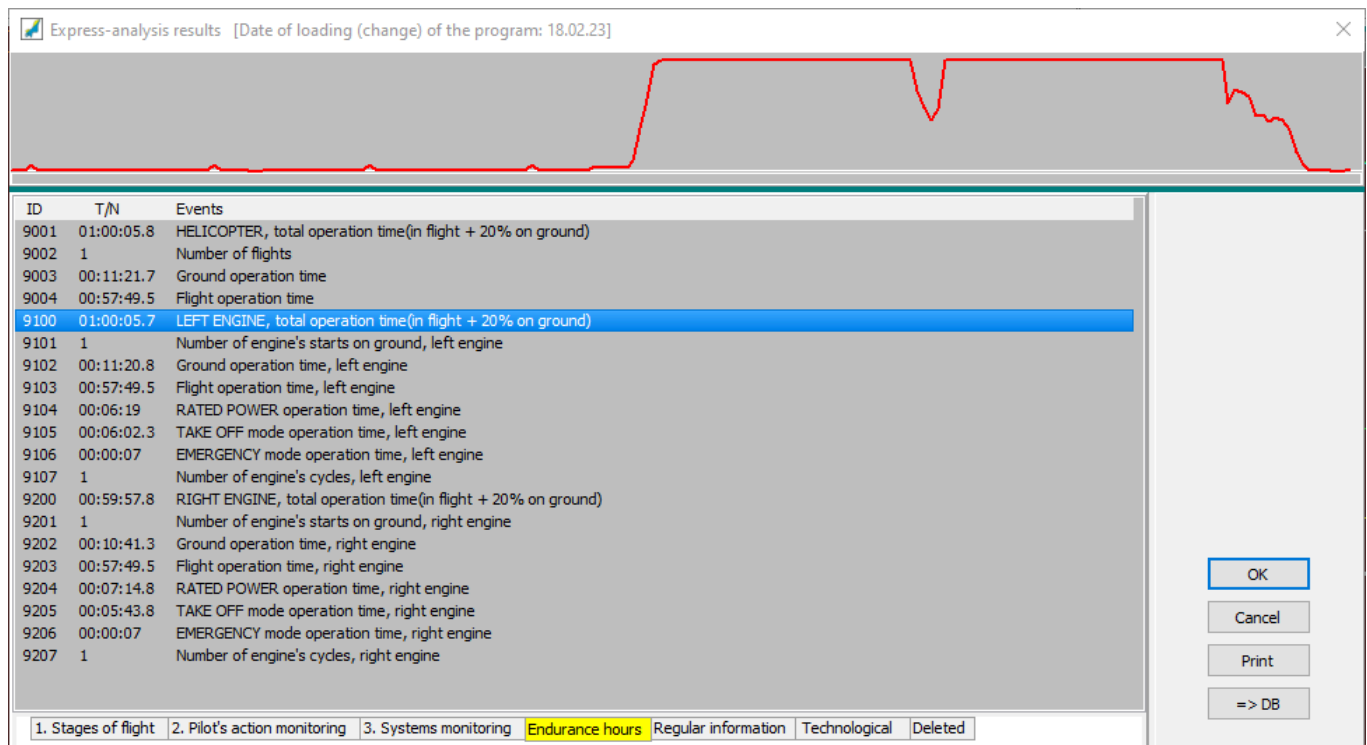 Express-analysis results [Date of loading (change) of the program: 18.02.23]
ID T/N Events
9001 01:00:05.8 HELICOPTER, total operation time(in flight + 20% on ground)
9002 1 Number of flights
9003 00:11:21.7 Ground operation time
9004 00:57:49.5 Flight operation time
9100 01:00:05.7 LEFT ENGINE, total operation time(in flight + 20% on ground)
9101 1 Number of engine's starts on ground, left engine
9102 00:11:20.8 Ground operation time, left engine
9103 00:57:49.5 Flight operation time, left engine
9104 00:06:19 RATED POWER operation time, left engine
9105 00:06:02.3 TAKE OFF mode operation time, left engine
9106 00:00:07 EMERGENCY mode operation time, left engine
9107 1 Number of engine's cycles, left engine
9200 00:59:57.8 RIGHT ENGINE, total operation time(in flight + 20% on ground)
9201 1 Number of engine's starts on ground, right engine
9202 00:10:41.3 Ground operation time, right engine
9203 00:57:49.5 Flight operation time, right engine
9204 00:07:14.8 RATED POWER operation time, right engine
9205 00:05:43.8 TAKE OFF mode operation time, right engine
9206 00:00:07 EMERGENCY mode operation time, right engine
9207 1 Number of engine's cycles, right engine
OK
Cancel
Print
=> DB
1. Stages of flight 2. Pilot's action monitoring 3. Systems monitoring Endurance hours Regular information Technological Deleted